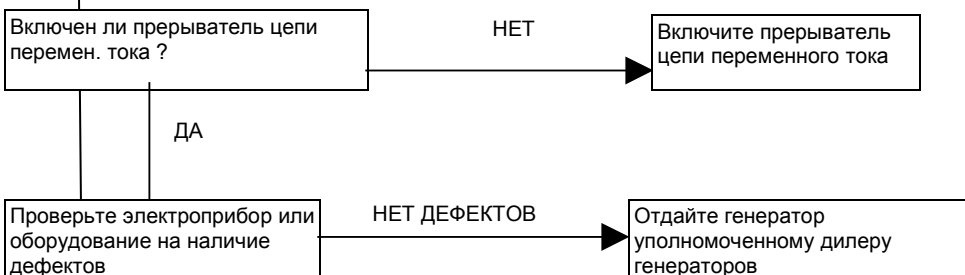 Включен ли прерыватель цепи
перемен. тока ?
НЕТ
Включите прерыватель
цепи переменного тока
ДА
Проверьте электроприбор или
оборудование на наличие
дефектов
НЕТ ДЕФЕКТОВ
Отдайте генератор
уполномоченному дилеру
генераторов